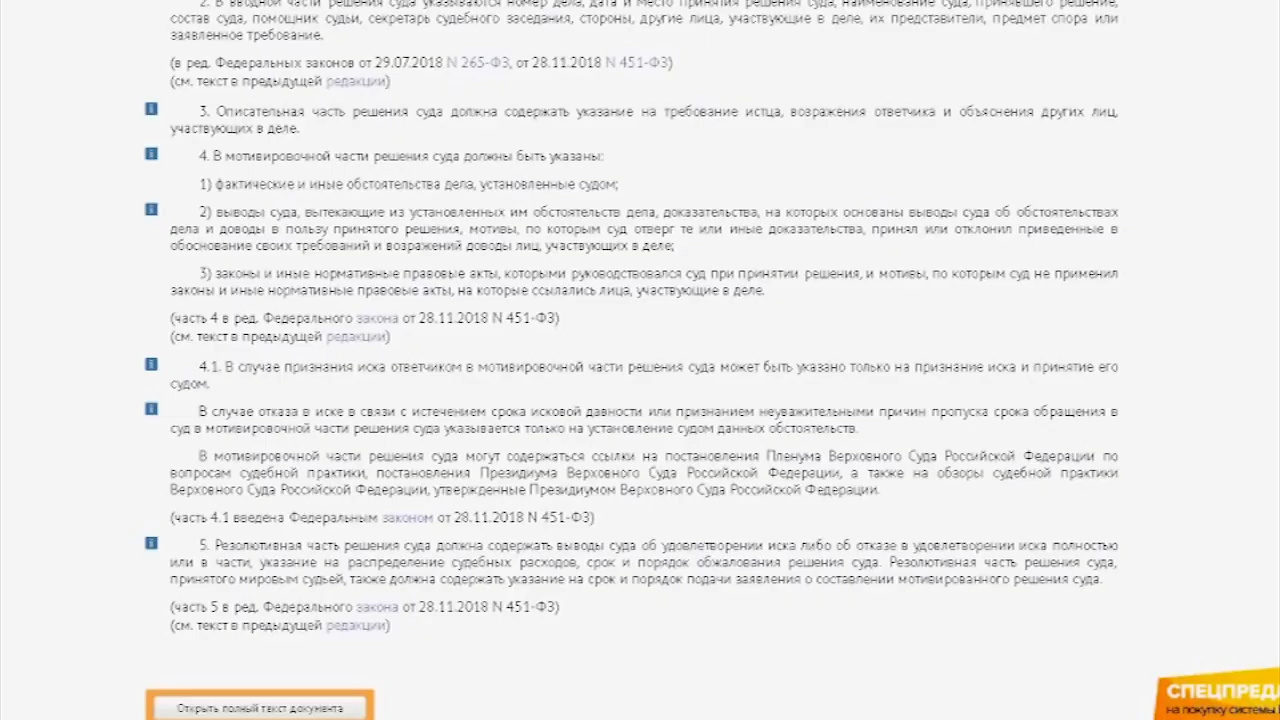 2. В вводной части решения суда указываются номер дела, дата и место принятия решения суда, наименование суда, принявшего решение,
состав суда, помощник судьи, секретарь судебного заседания, стороны, другие лица, участвующие в деле, их представители, предмет спора или
заявленное требование.
(в ред. Федеральных законов от 29.07.2018 N 265-ФЗ, от 28.11.2018 N 451-ФЗ)
(см. текст в предыдущей редакции)
3. Описательная часть решения суда должна содержать указание на требование истца, возражения ответчика и объяснения других лиц,
участвующих в деле.
4. В мотивировочной части решения суда должны быть указаны:
1) фактические и иные обстоятельства дела, установленные судом;
2) выводы суда, вытекающие из установленных им обстоятельств дела, доказательства, на которых основаны выводы суда об обстоятельствах
дела и доводы в пользу принятого решения, мотивы, по которым суд отверг те или иные доказательства, принял или отклонил приведенные в
обоснование своих требований и возражений доводы лиц, участвующих в деле;
3) законы и иные нормативные правовые акты, которыми руководствовался суд при принятии решения, и мотивы, по которым суд не применил
законы и иные нормативные правовые акты, на которые ссылались лица, участвующие в деле.
(часть 4 в ред. Федерального закона от 28.11.2018 N 451-ФЗ)
(см. текст в предыдущей редакции)
4.1. В случае признания иска ответчиком в мотивировочной части решения суда может быть указано только на признание иска и принятие его
судом.
В случае отказа в иске в связи с истечением срока исковой давности или признанием неуважительными причин пропуска срока обращения в
суд в мотивировочной части решения суда указывается только на установление судом данных обстоятельств.
В мотивировочной части решения суда могут содержаться ссылки на постановления Пленума Верховного Суда Российской Федерации по
вопросам судебной практики, постановления Президиума Верховного Суда Российской Федерации, а также на обзоры судебной практики
Верховного Суда Российской Федерации, утвержденные Президиумом Верховного Суда Российской Федерации.
(часть 4.1 введена Федеральным законом от 28.11.2018 N 451-ФЗ)
5. Резолютивная часть решения суда должна содержать выводы суда об удовлетворении иска либо об отказе в удовлетворении иска полностью
или в части, указание на распределение судебных расходов, срок и порядок обжалования решения суда. Резолютивная часть решения суда,
принятого мировым судьей, также должна содержать указание на срок и порядок подачи заявления о составлении мотивированного решения суда.
(часть 5 в ред. Федерального закона от 28.11.2018 N 451-ФЗ)
(см. текст в предыдущей редакции)
Открыть полный текст документа
СПЕЦПРЕД
на покупку системы